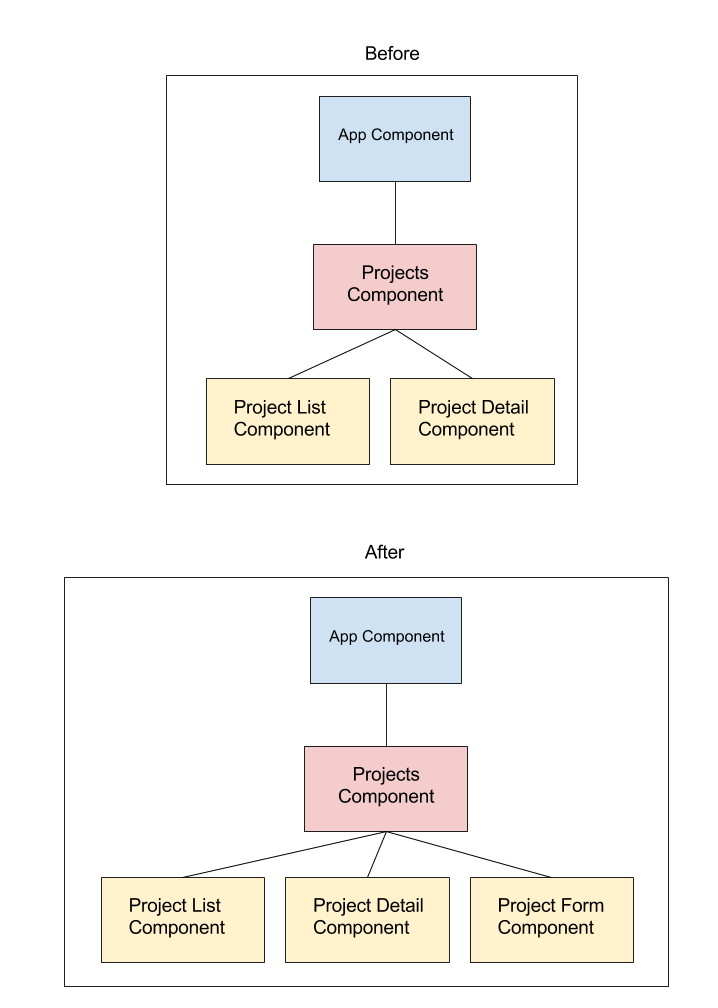 Before
App Component
Projects
Component
Project List
Component
Project Detail
Component
After
App Component
Projects
Component
Project List
Component
Project Detail
Component
Project Form
Component